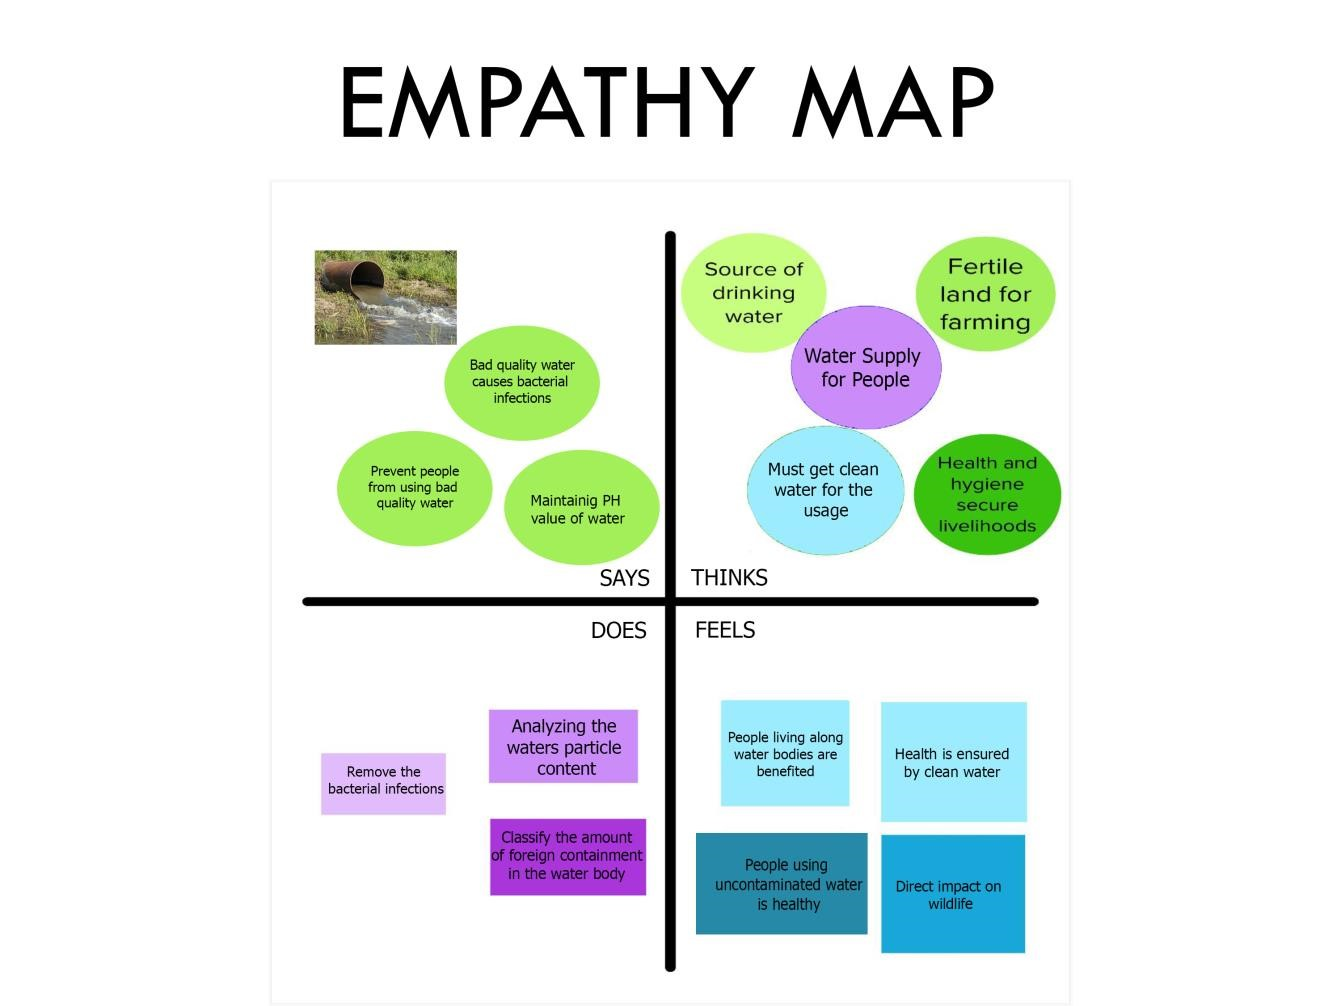 EMPATHY MAP
Bad quality water
causes bacterial
infections
Prevent people
from using bad
quality water
Maintainig PH
value of water
SAYS
Source of
drinking
water
Fertile
land for
farming
Water Supply
for People
Must get clean
water for the
usage
Health and
hygiene
secure
livelihoods
THINKS
DOES
Analyzing the
waters particle
content
Remove the
bacterial infections
Classify the amount
of foreign containment
in the water body
FEELS
People living along
water bodies are
benefited
Health is ensured
by clean water
People using
uncontaminated water
is healthy
Direct impact on
wildlife